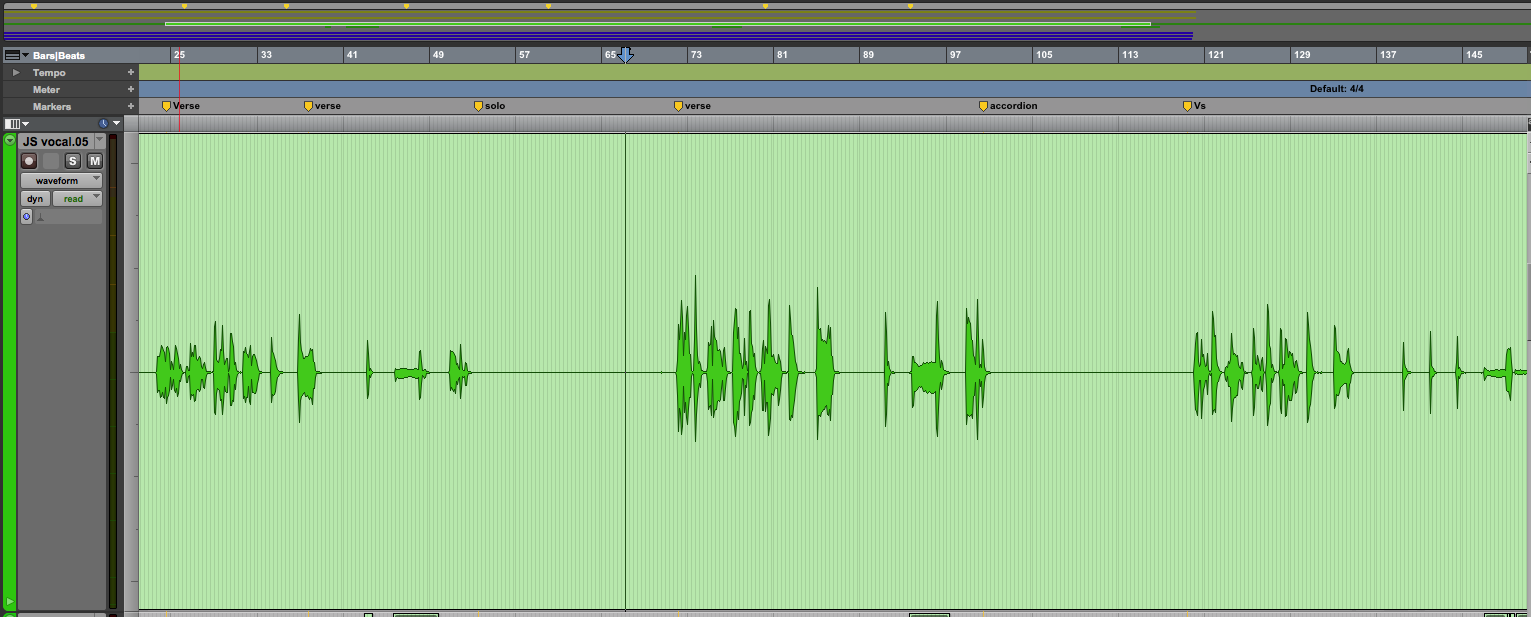 Bars|Beats 25 33 41 49 57 65 73 81 89 97 105 113 121 129 137 145
Tempo +
Meter + Default: 4/4
Markers + Verse verse solo verse accordion Vs
JS vocal.05
S M
waveform
dyn read